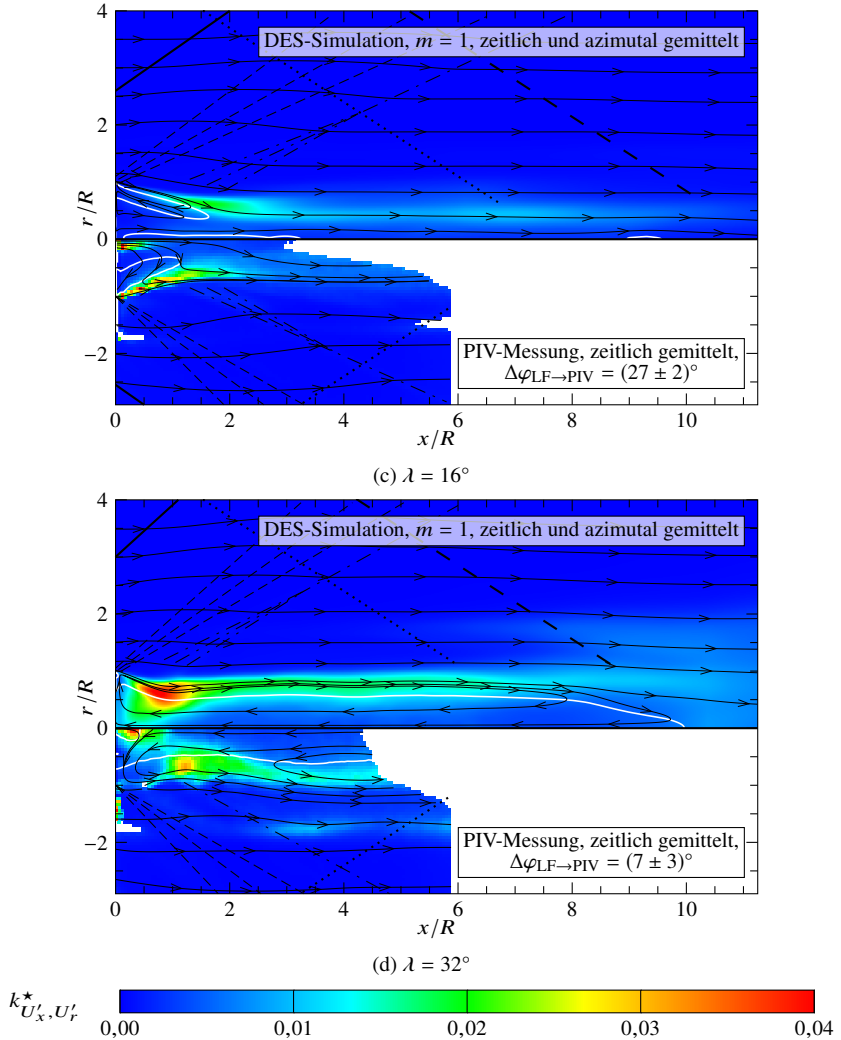 4
DES-Simulation, m = 1, zeitlich und azimutal gemittelt
2
r/R
0
−2
PIV-Messung, zeitlich gemittelt,
Δφ_LF→PIV = (27 ± 2)°
0 2 4 6 8 10
x/R
(c) λ = 16°
4
DES-Simulation, m = 1, zeitlich und azimutal gemittelt
2
r/R
0
−2
PIV-Messung, zeitlich gemittelt,
Δφ_LF→PIV = (7 ± 3)°
0 2 4 6 8 10
x/R
(d) λ = 32°
k★_U′x,U′r
0,00 0,01 0,02 0,03 0,04